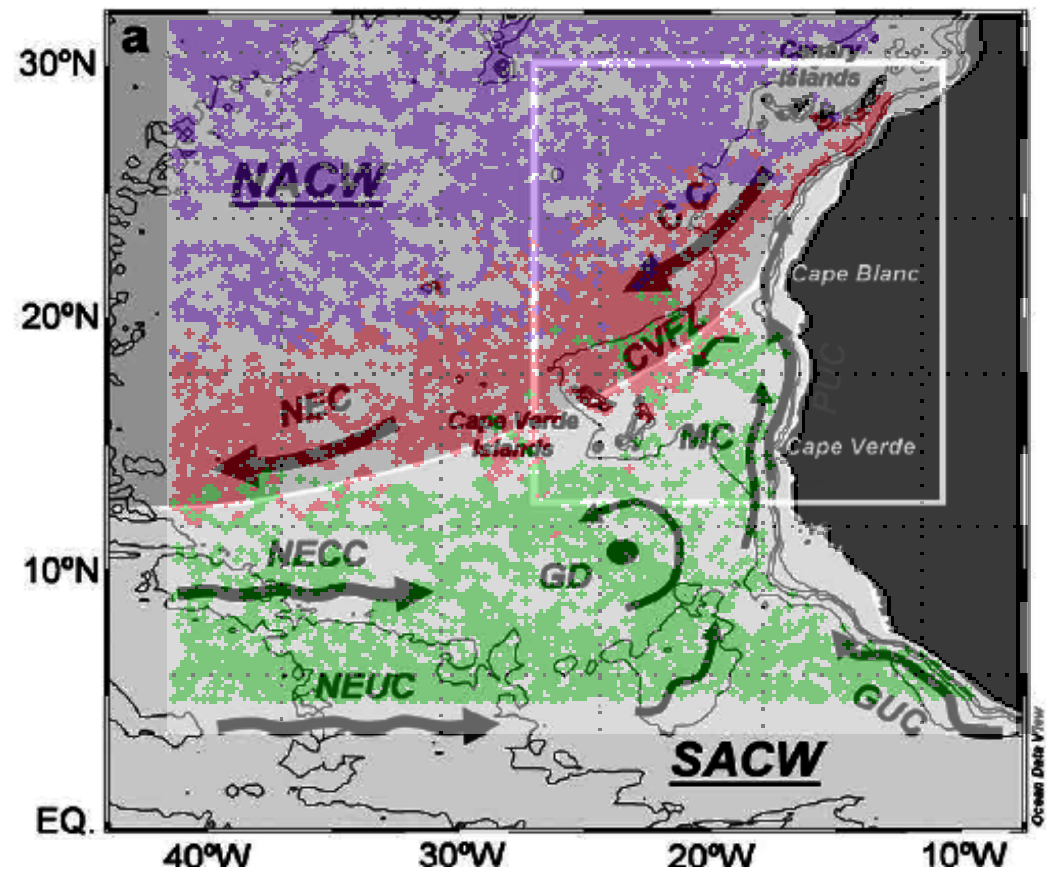 a
30ºN
Canary
Islands
NACW
CC
Cape Blanc
20ºN
CVFZ
PUC
NEC
Cape Verde
Islands
MC
Cape Verde
NECC
10ºN
GD
NEUC
GUC
SACW
EQ.
40ºW
30ºW
20ºW
10ºW
Ocean Data View